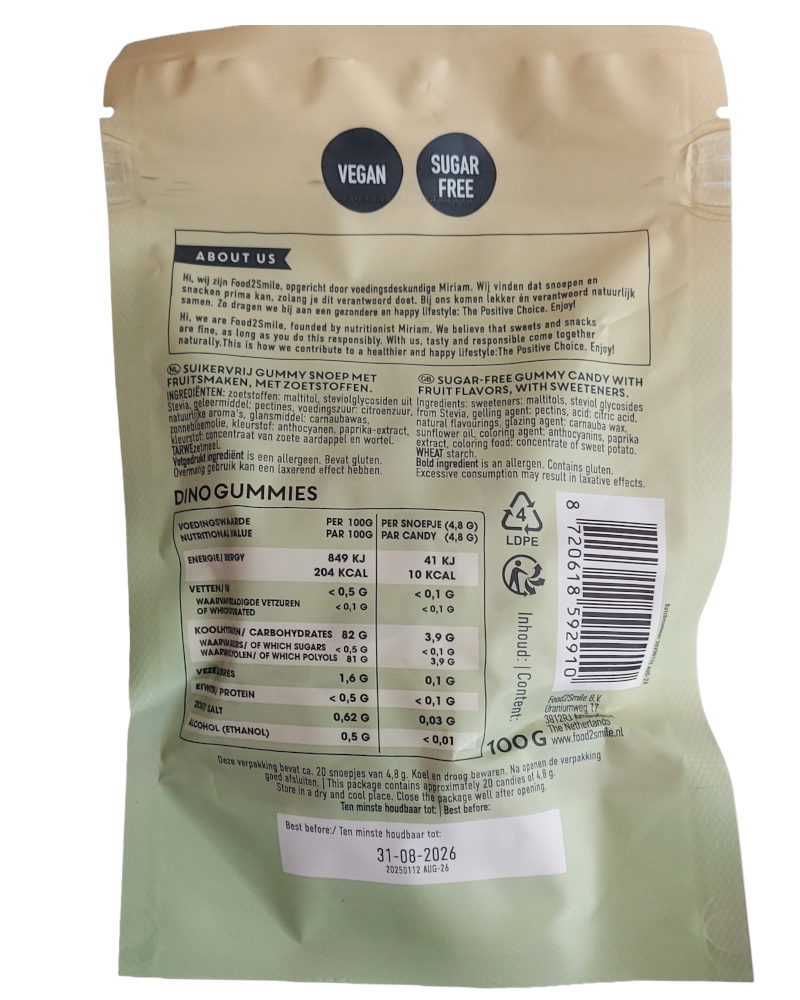 VEGAN
SUGAR
FREE
ABOUT US
Hi, wij zijn Food2Smile, opgericht door voedingsdeskundige Miriam. Wij vinden dat snoepen en
snacken prima kan, zolang je dit verantwoord doet. Bij ons komen lekker én verantwoord natuurlijk
samen. Zo dragen we bij aan een gezondere en happy lifestyle: The Positive Choice. Enjoy!
Hi, we are Food2Smile, founded by nutritionist Miriam. We believe that sweets and snacks
are fine, as long as you do this responsibly. With us, tasty and responsible come together
naturally.This is how we contribute to a healthier and happy lifestyle:The Positive Choice. Enjoy!
NL SUIKERVRIJ GUMMY SNOEP MET
FRUITSMAKEN, MET ZOETSTOFFEN.
INGREDIËNTEN: zoetstoffen: maltitol, steviolglycosiden uit
Stevia, geleermiddel: pectines, voedingszuur: citroenzuur,
natuurlijke aroma's, glansmiddel: carnaubawas,
zonnebloemolie, kleurstof: anthocyanen, paprika-extract,
kleurstof: concentraat van zoete aardappel en wortel.
TARWEzetmeel.
Vetgedrukt ingrediënt is een allergeen. Bevat gluten.
Overmatig gebruik kan een laxerend effect hebben.
GB SUGAR-FREE GUMMY CANDY WITH
FRUIT FLAVORS, WITH SWEETENERS.
Ingredients: sweeteners: maltitols, steviol glycosides
from Stevia, gelling agent: pectins, acid: citric acid,
natural flavourings, glazing agent: carnauba wax,
sunflower oil, coloring agent: anthocyanins, paprika
extract, coloring food: concentrate of sweet potato.
WHEAT starch.
Bold ingredient is an allergen. Contains gluten.
Excessive consumption may result in laxative effects.
DINO GUMMIES
VOEDINGSWAARDE PER 100G PER SNOEPJE (4,8 G)
NUTRITIONAL VALUE PAR 100G PAR CANDY (4,8 G)
ENERGIE/ 849 KJ 41 KJ
204 KCAL 10 KCAL
VETTEN/ < 0,5 G < 0,1 G
VETZUREN < 0,1 G < 0,1 G
OF WHICH
CARBOHYDRATES 82 G 3,9 G
OF WHICH SUGARS < 0,5 G < 0,1 G
OF WHICH POLYOLS 81 G 3,9 G
1,6 G 0,1 G
PROTEIN < 0,5 G < 0,1 G
SALT 0,62 G 0,03 G
ALCOHOL (ETHANOL) 0,5 G < 0,01
4
LDPE
Inhoud: | Content:
100 G
8 720618 592910
Food2Smile B.V.
Uraniumweg 17
3812RJ
The Netherlands
www.food2smile.nl
Deze verpakking bevat ca. 20 snoepjes van 4,8 g. Koel en droog bewaren. Na openen de verpakking
goed afsluiten. | This package contains approximately 20 candies of 4,8 g.
Store in a dry and cool place. Close the package well after opening.
Ten minste houdbaar tot: | Best before:
Best before:/ Ten minste houdbaar tot:
31-08-2026
20250112 AUG-26